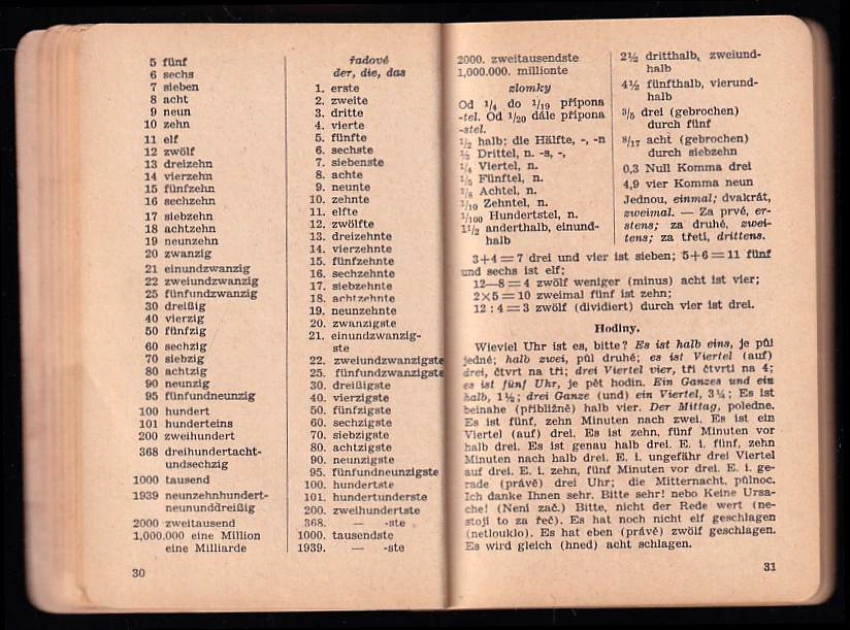 5 fünf
6 sechs
7 sieben
8 acht
9 neun
10 zehn
11 elf
12 zwölf
13 dreizehn
14 vierzehn
15 fünfzehn
16 sechzehn
17 siebzehn
18 achtzehn
19 neunzehn
20 zwanzig
21 einundzwanzig
22 zweiundzwanzig
25 fünfundzwanzig
30 dreißig
40 vierzig
50 fünfzig
60 sechzig
70 siebzig
80 achtzig
90 neunzig
95 fünfundneunzig
100 hundert
101 hunderteins
200 zweihundert
368 dreihundertacht-
undsechzig
1000 tausend
1939 neunzehnhundert-
neununddreißig
2000 zweitausend
1,000.000 eine Million
eine Milliarde
30
řadové
der, die, das
1. erste
2. zweite
3. dritte
4. vierte
5. fünfte
6. sechste
7. siebenste
8. achte
9. neunte
10. zehnte
11. elfte
12. zwölfte
13. dreizehnte
14. vierzehnte
15. fünfzehnte
16. sechzehnte
17. siebzehnte
18. achtzehnte
19. neunzehnte
20. zwanzigste
21. einundzwanzig-
ste
22. zweiundzwanzigste
25. fünfundzwanzigste
30. dreißigste
40. vierzigste
50. fünfzigste
60. sechzigste
70. siebzigste
80. achtzigste
90. neunzigste
95. fünfundneunzigste
100. hundertste
101. hundertunderste
200. zweihundertste
368. — -ste
1000. tausendste
1939. — -ste
2000. zweitausendste
1,000.000. millionte
zlomky
Od 1/4 do 1/19 přípona
-tel. Od 1/20 dále přípona
-stel.
1/2 halb; die Hälfte, -, -n
1/3 Drittel, n. -s, -,
1/4 Viertel, n.
1/5 Fünftel, n.
1/8 Achtel, n.
1/10 Zehntel, n.
1/100 Hundertstel, n.
1 1/2 anderthalb, einund-
halb
2½ dritthalb, zweiund-
halb
4½ fünfthalb, vierund-
halb
3/5 drei (gebrochen)
durch fünf
8/17 acht (gebrochen)
durch siebzehn
0,3 Null Komma drei
4,9 vier Komma neun
Jednou, einmal; dvakrát,
zweimal. — Za prvé, er-
stens; za druhé, zwei-
tens; za třetí, drittens.
3+4=7 drei und vier ist sieben; 5+6=11 fünf
und sechs ist elf;
12—8=4 zwölf weniger (minus) acht ist vier;
2×5=10 zweimal fünf ist zehn;
12 : 4=3 zwölf (dividiert) durch vier ist drei.
Hodiny.
Wieviel Uhr ist es, bitte? Es ist halb eins, je půl
jedné; halb zwei, půl druhé; es ist Viertel (auf)
drei, čtvrt na tři; drei Viertel vier, tři čtvrti na 4;
es ist fünf Uhr, je pět hodin. Ein Ganzes und ein
halb, 1½; drei Ganze (und) ein Viertel, 3¼; Es ist
beinahe (přibližně) halb vier. Der Mittag, poledne.
Es ist fünf, zehn Minuten nach zwei. Es ist ein
Viertel (auf) drei. Es ist zehn, fünf Minuten vor
halb drei. Es ist genau halb drei. E. i. fünf, zehn
Minuten nach halb drei. E. i. ungefähr drei Viertel
auf drei. E. i. zehn, fünf Minuten vor drei. E. i. ge-
rade (právě) drei Uhr; die Mitternacht, půlnoc.
Ich danke Ihnen sehr. Bitte sehr! nebo Keine Ursa-
che! (Není zač.) Bitte, nicht der Rede wert (ne-
stojí to za řeč). Es hat noch nicht elf geschlagen
(netlouklo). Es hat eben (právě) zwölf geschlagen.
Es wird gleich (hned) acht schlagen.
31